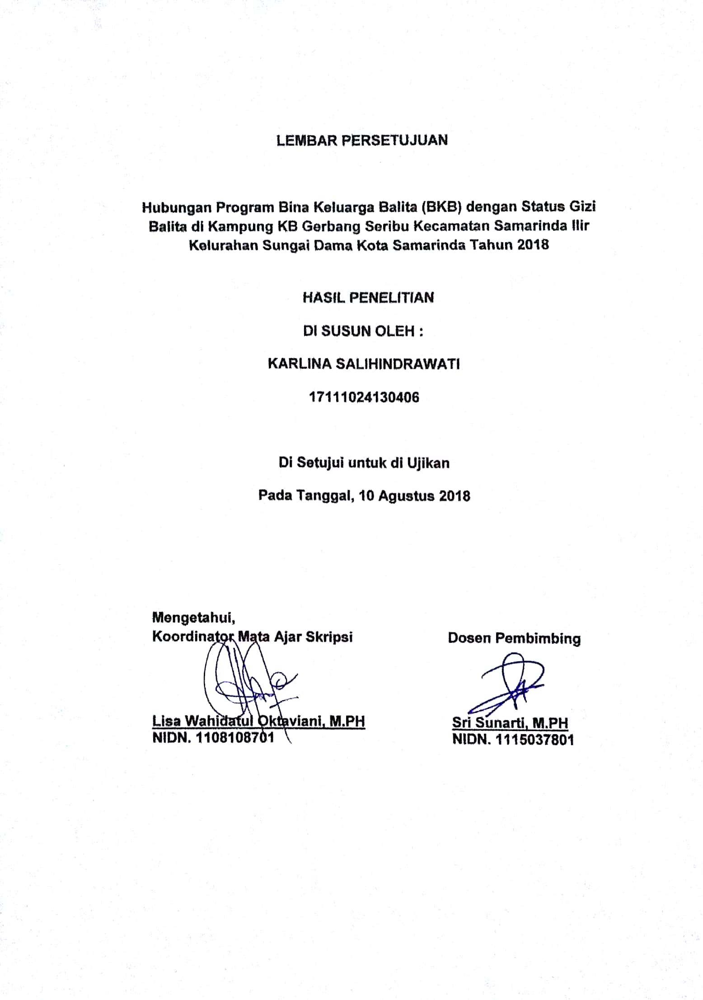 LEMBAR PERSETUJUAN
Hubungan Program Bina Keluarga Balita (BKB) dengan Status Gizi
Balita di Kampung KB Gerbang Seribu Kecamatan Samarinda Ilir
Kelurahan Sungai Dama Kota Samarinda Tahun 2018
HASIL PENELITIAN
DI SUSUN OLEH :
KARLINA SALIHINDRAWATI
17111024130406
Di Setujui untuk di Ujikan
Pada Tanggal, 10 Agustus 2018
Mengetahui,
Koordinator Mata Ajar Skripsi
Lisa Wahidatul Oktaviani, M.PH
NIDN. 1108108701
Dosen Pembimbing
Sri Sunarti, M.PH
NIDN. 1115037801